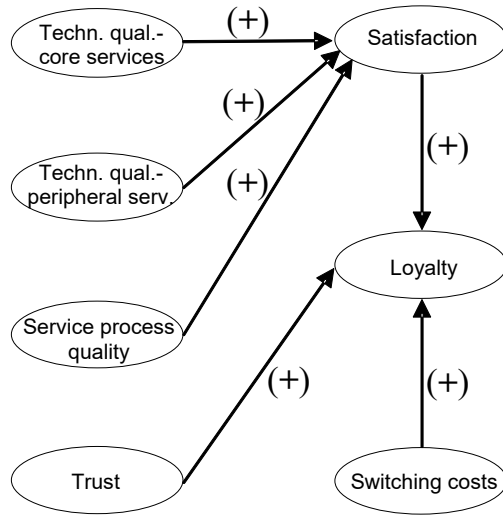 Techn. qual.-
core services
(+)
Satisfaction
(+)
Techn. qual.-
peripheral serv.
(+)
(+)
Loyalty
Service process
quality
(+)
(+)
Trust
Switching costs